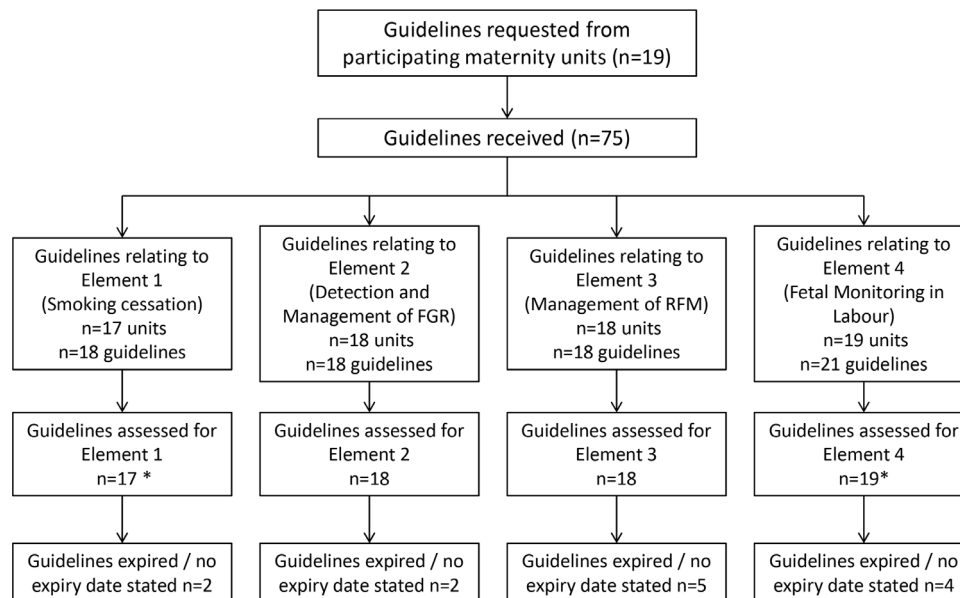 Guidelines requested from
participating maternity units (n=19)
Guidelines received (n=75)
Guidelines relating to
Element 1
(Smoking cessation)
n=17 units
n=18 guidelines
Guidelines relating to
Element 2
(Detection and
Management of FGR)
n=18 units
n=18 guidelines
Guidelines relating to
Element 3
(Management of RFM)
n=18 units
n=18 guidelines
Guidelines relating to
Element 4
(Fetal Monitoring in
Labour)
n=19 units
n=21 guidelines
Guidelines assessed for
Element 1
n=17 *
Guidelines assessed for
Element 2
n=18
Guidelines assessed for
Element 3
n=18
Guidelines assessed for
Element 4
n=19*
Guidelines expired / no
expiry date stated n=2
Guidelines expired / no
expiry date stated n=2
Guidelines expired / no
expiry date stated n=5
Guidelines expired / no
expiry date stated n=4